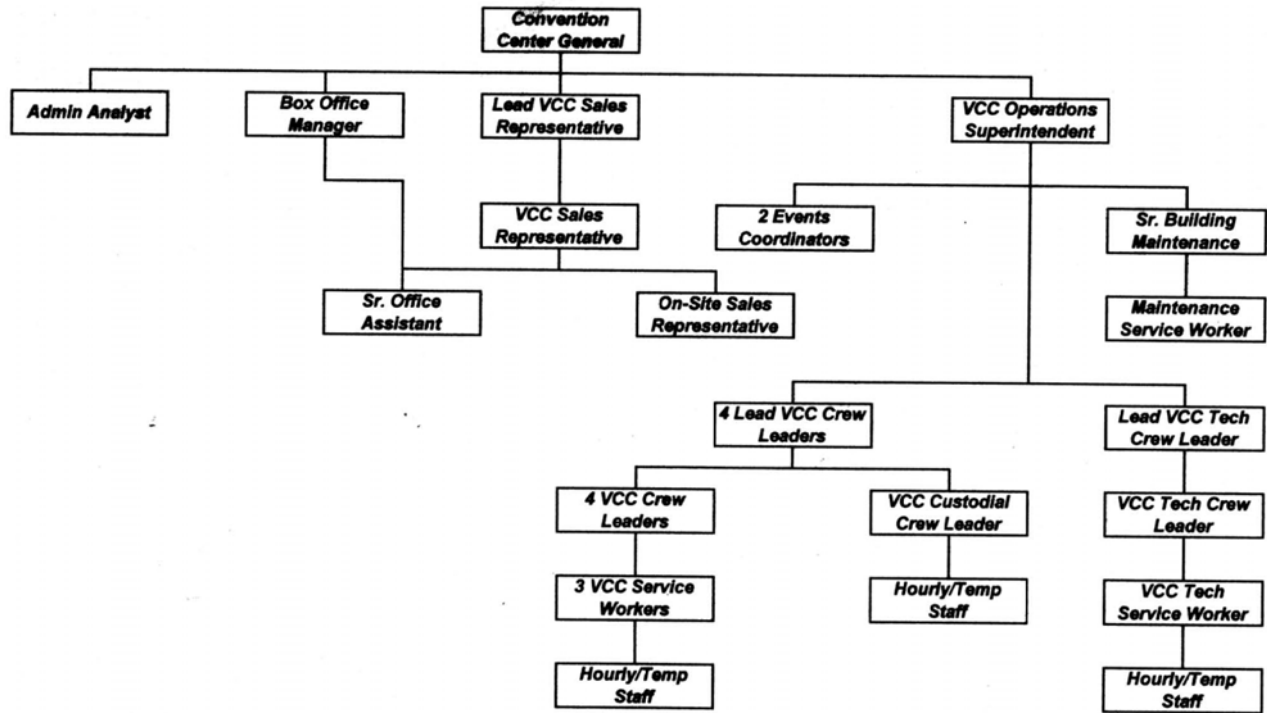 Convention
Center General
Admin Analyst
Box Office
Manager
Lead VCC Sales
Representative
VCC Operations
Superintendent
VCC Sales
Representative
2 Events
Coordinators
Sr. Building
Maintenance
Sr. Office
Assistant
On-Site Sales
Representative
Maintenance
Service Worker
4 Lead VCC Crew
Leaders
Lead VCC Tech
Crew Leader
4 VCC Crew
Leaders
VCC Custodial
Crew Leader
VCC Tech Crew
Leader
3 VCC Service
Workers
Hourly/Temp
Staff
VCC Tech
Service Worker
Hourly/Temp
Staff
Hourly/Temp
Staff